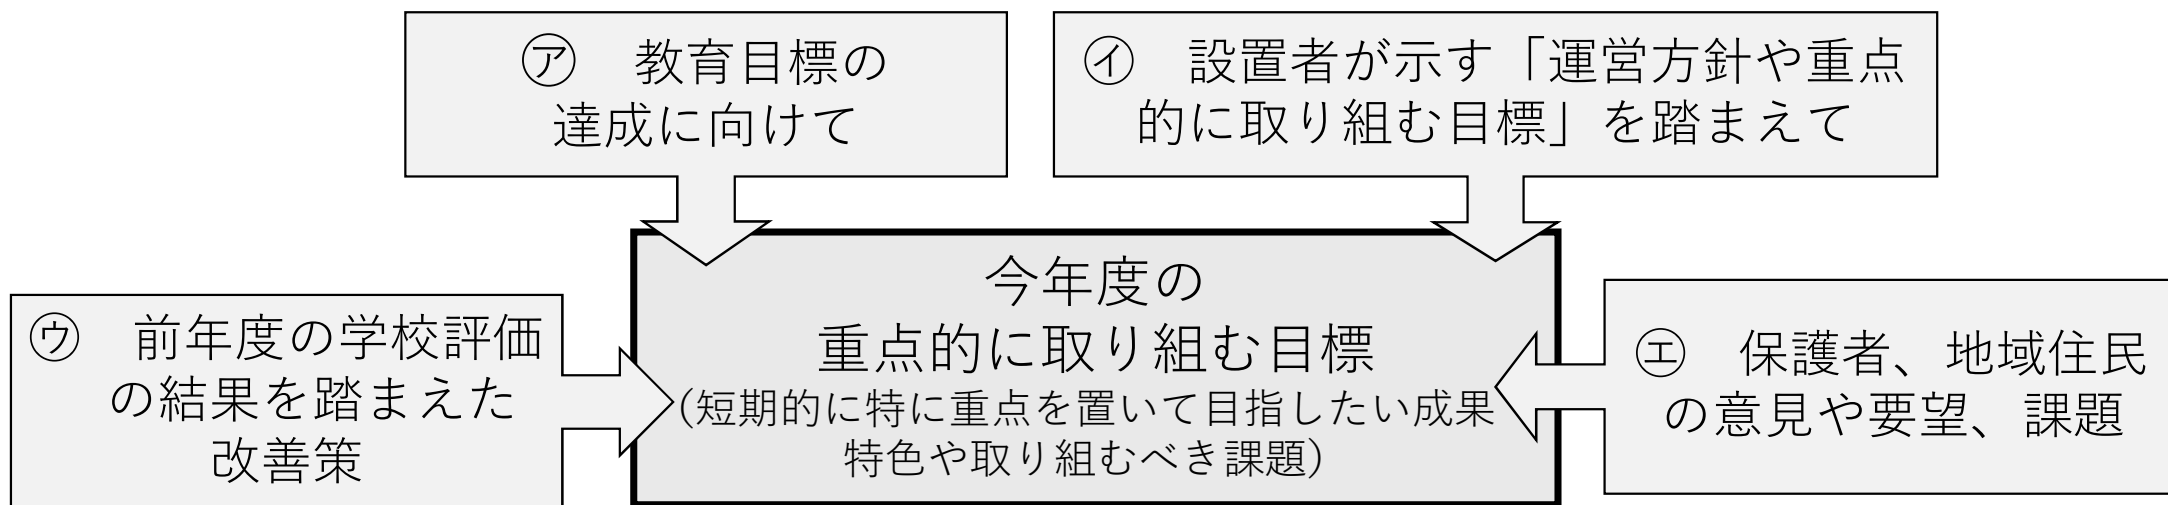 ㋐　教育目標の
達成に向けて
㋑　設置者が示す「運営方針や重点
的に取り組む目標」を踏まえて
㋒　前年度の学校評価
の結果を踏まえた
改善策
今年度の
重点的に取り組む目標
(短期的に特に重点を置いて目指したい成果
特色や取り組むべき課題)
㋓　保護者、地域住民
の意見や要望、課題